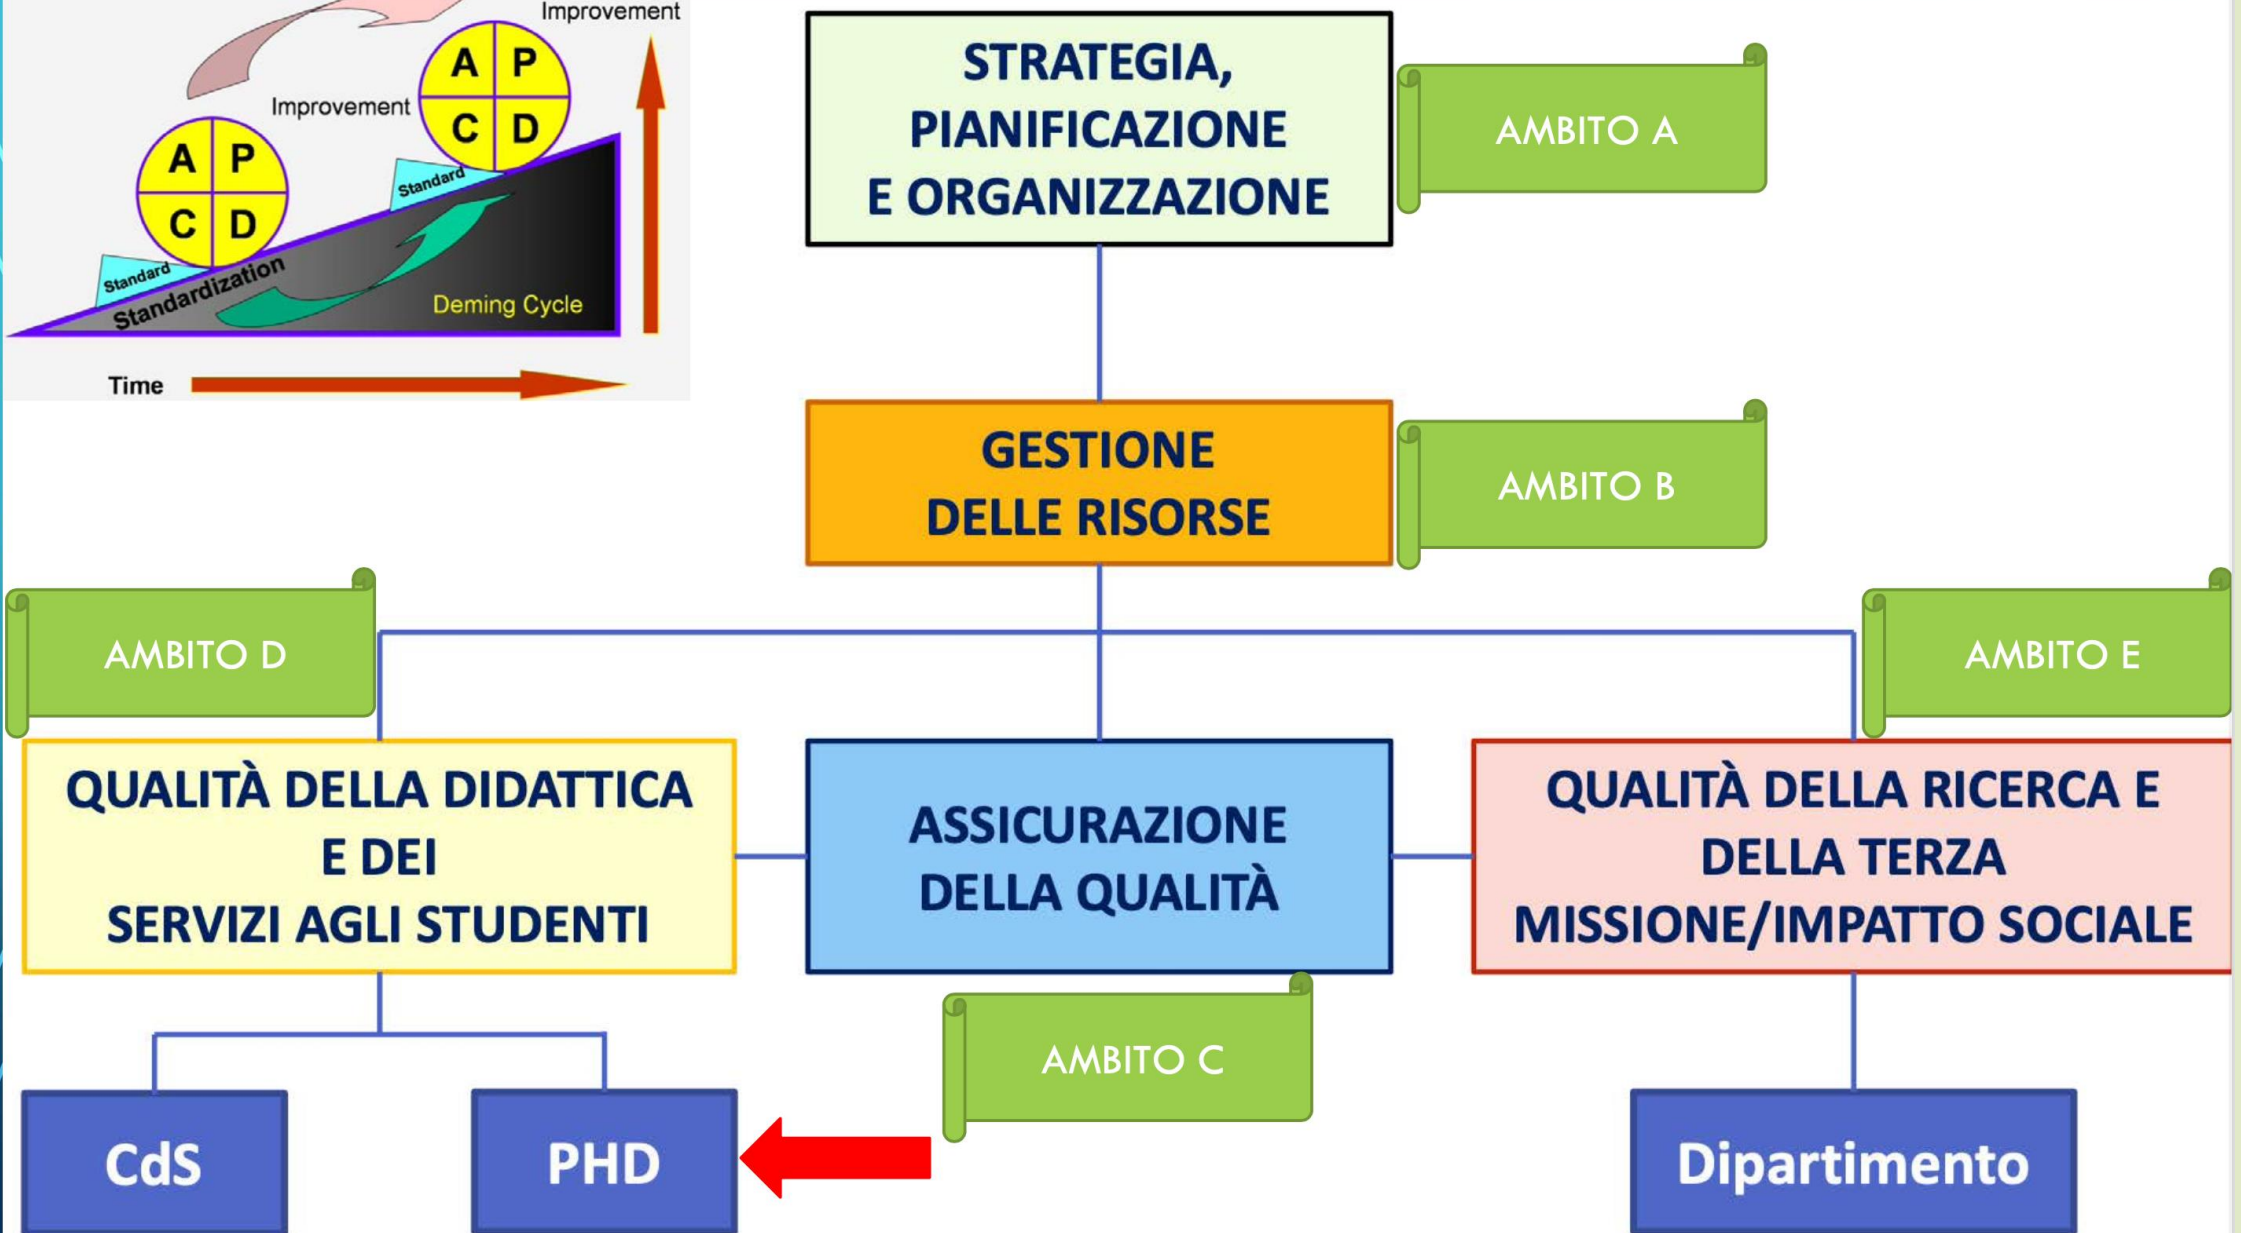 Improvement
A P
C D
Improvement
A P
C D
Standard
Standard
Standardization
Deming Cycle
Time
STRATEGIA,
PIANIFICAZIONE
E ORGANIZZAZIONE
AMBITO A
GESTIONE
DELLE RISORSE
AMBITO B
AMBITO D
AMBITO E
QUALITÀ DELLA DIDATTICA
E DEI
SERVIZI AGLI STUDENTI
ASSICURAZIONE
DELLA QUALITÀ
QUALITÀ DELLA RICERCA E
DELLA TERZA
MISSIONE/IMPATTO SOCIALE
AMBITO C
CdS
PHD
Dipartimento